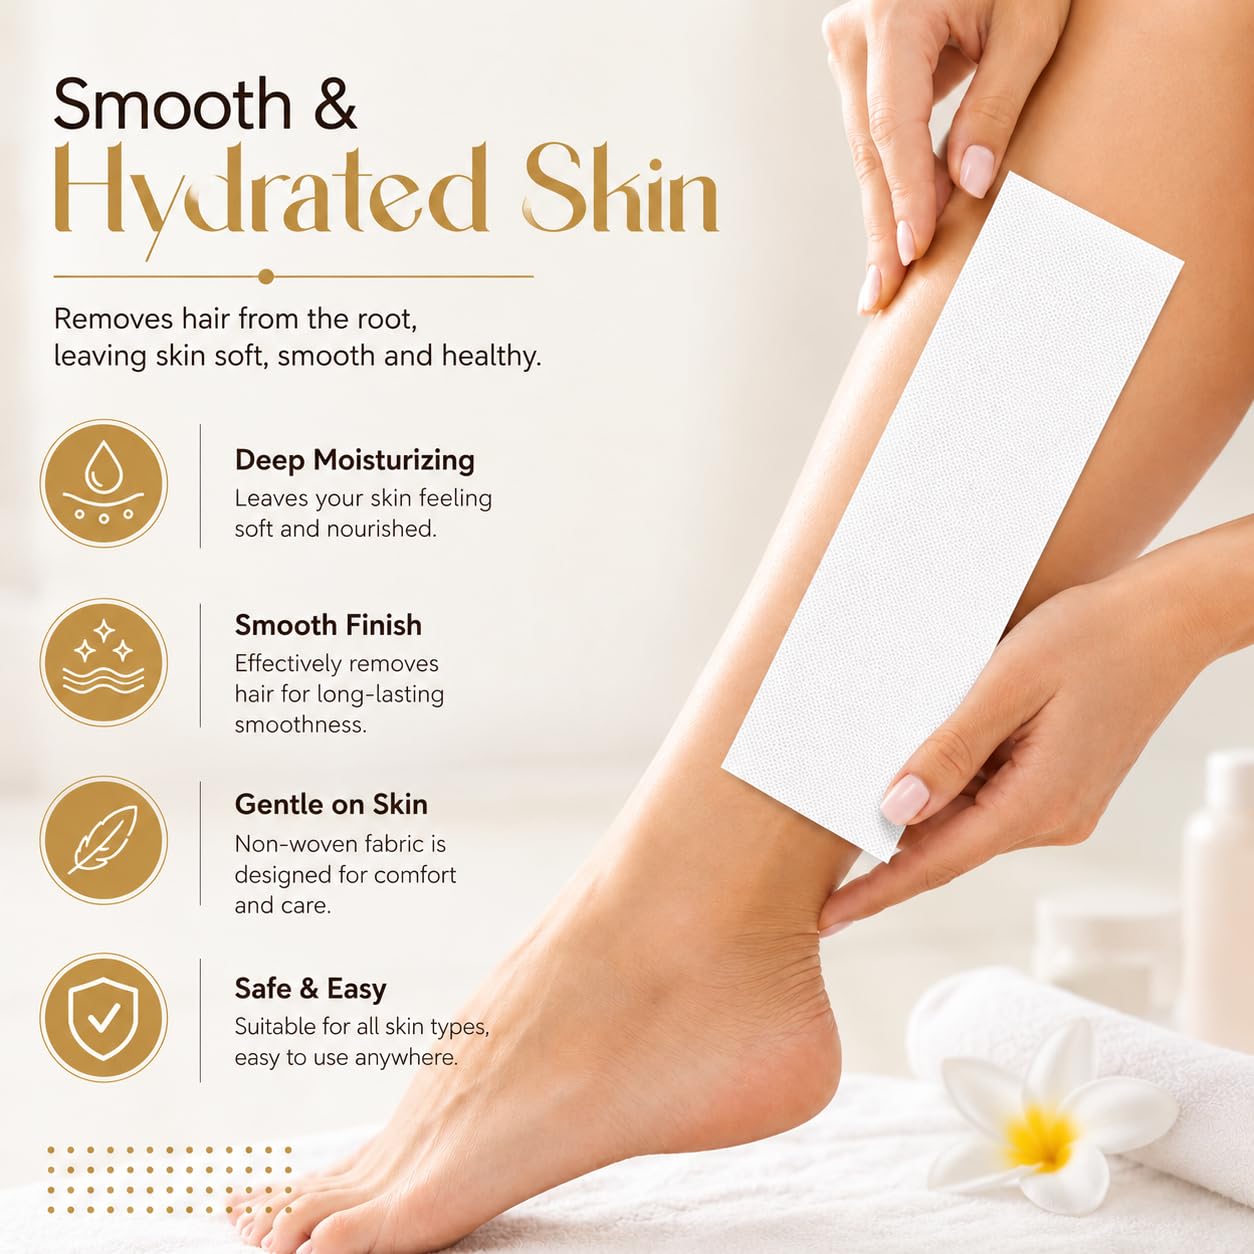 Smooth &
Hydrated Skin
Removes hair from the root,
leaving skin soft, smooth and healthy.
Deep Moisturizing
Leaves your skin feeling
soft and nourished.
Smooth Finish
Effectively removes
hair for long-lasting
smoothness.
Gentle on Skin
Non-woven fabric is
designed for comfort
and care.
Safe & Easy
Suitable for all skin types,
easy to use anywhere.